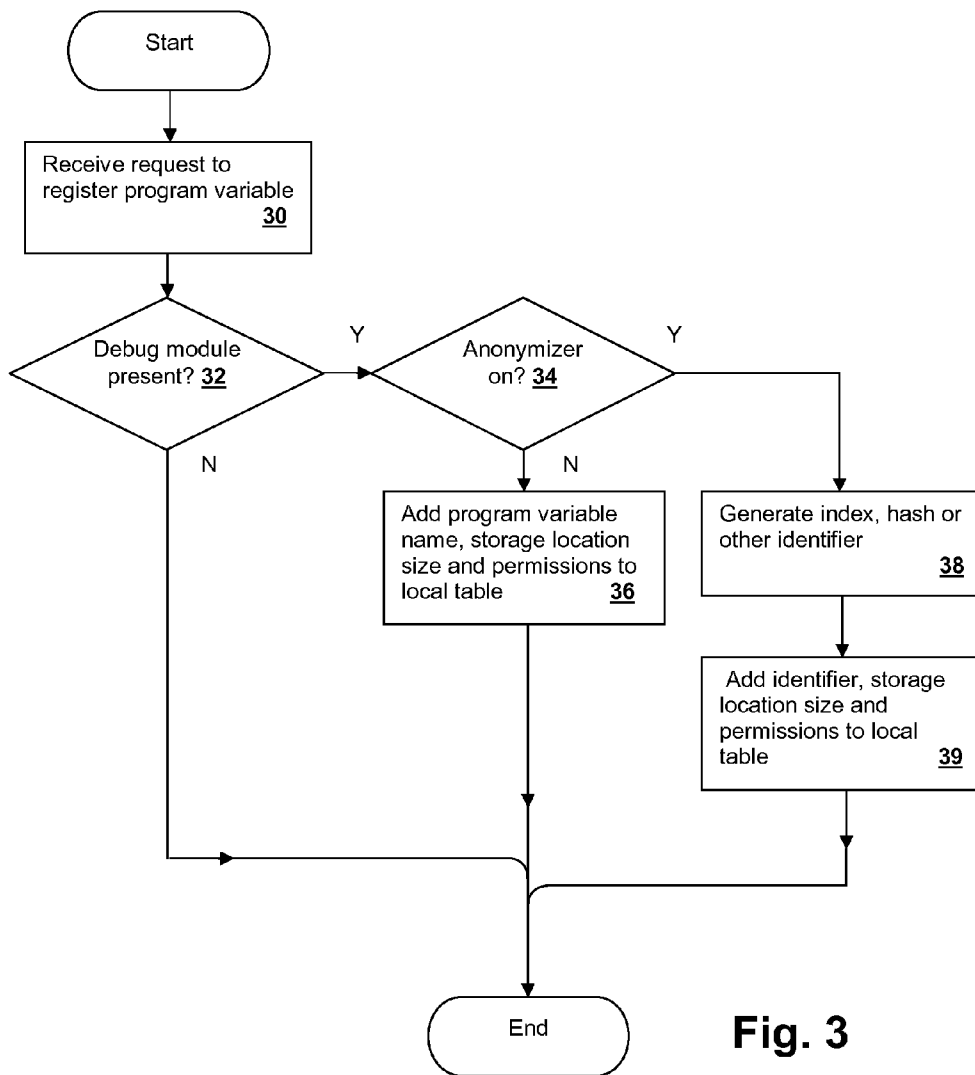 Start
Receive request to
register program variable
30
Debug module
present? 32
Y
N
Anonymizer
on? 34
Y
N
Add program variable
name, storage location
size and permissions to
local table 36
Generate index, hash or
other identifier
38
Add identifier, storage
location size and
permissions to local
table 39
End
Fig. 3